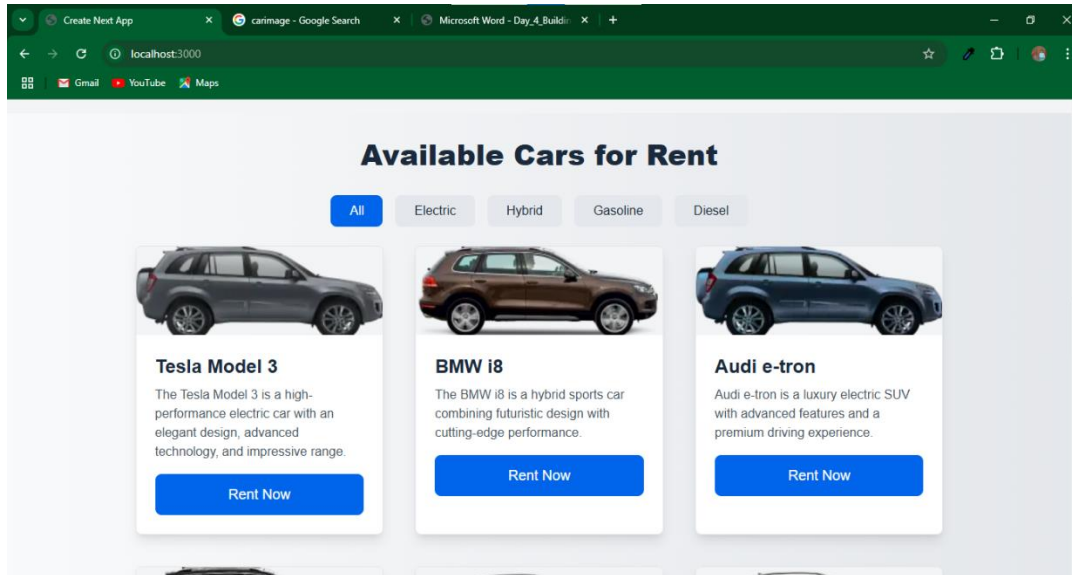 Create Next App
carimage - Google Search
Microsoft Word - Day_4_Buildin
localhost:3000
Gmail YouTube Maps
Available Cars for Rent
All Electric Hybrid Gasoline Diesel
Tesla Model 3
The Tesla Model 3 is a high-
performance electric car with an
elegant design, advanced
technology, and impressive range.
Rent Now
BMW i8
The BMW i8 is a hybrid sports car
combining futuristic design with
cutting-edge performance.
Rent Now
Audi e-tron
Audi e-tron is a luxury electric SUV
with advanced features and a
premium driving experience.
Rent Now